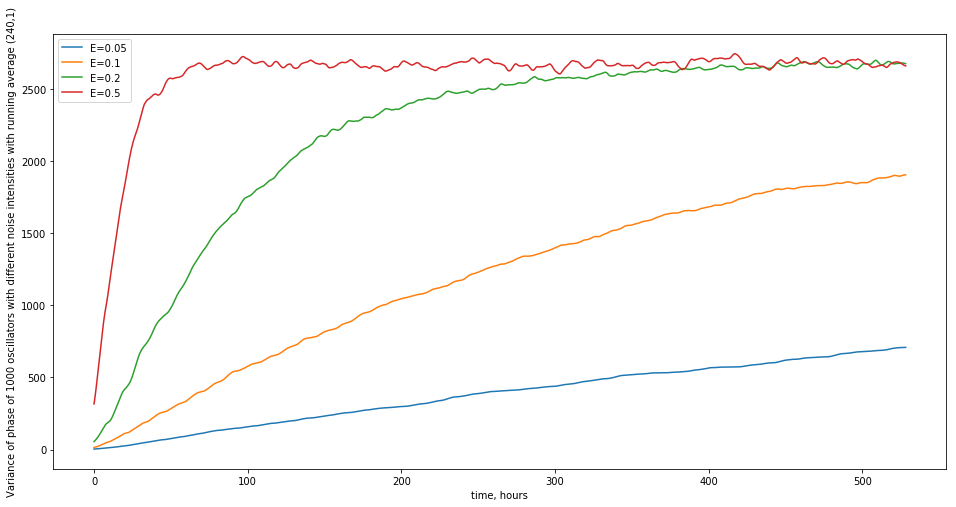 Variance of phase of 1000 oscillators with different noise intensities with running average (240,1)
E=0.05
E=0.1
E=0.2
E=0.5
2500
2000
1500
1000
500
0
0 100 200 300 400 500
time, hours